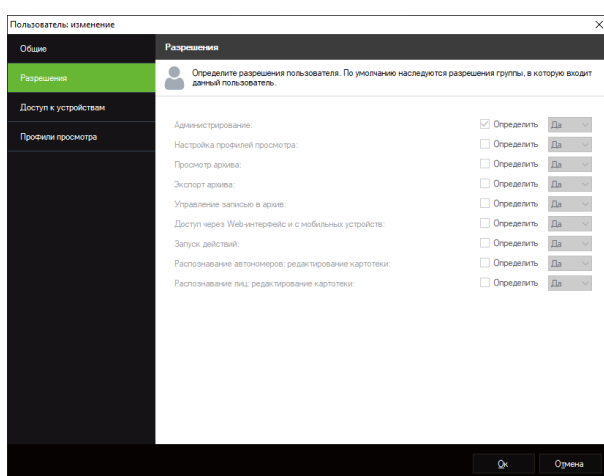 Пользователь: изменение
Общие
Разрешения
Доступ к устройствам
Профили просмотра
Разрешения
Определите разрешения пользователя. По умолчанию наследуются разрешения группы, в которую входит
данный пользователь.
Администрирование: Определить Да
Настройка профилей просмотра: Определить Да
Просмотр архива: Определить Да
Экспорт архива: Определить Да
Управление записью в архив: Определить Да
Доступ через Web-интерфейс и с мобильных устройств: Определить Да
Запуск действий: Определить Да
Распознавание автономеров: редактирование картотеки: Определить Да
Распознавание лиц: редактирование картотеки: Определить Да
Ок Отмена